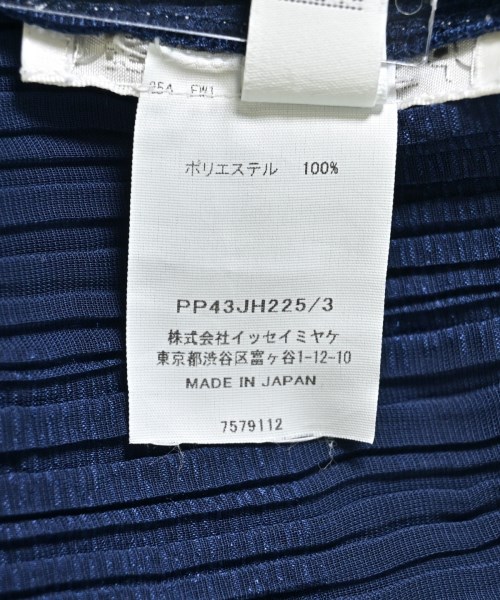 ポリエステル 100%
PP43JH225/3
株式会社イッセイミヤケ
東京都渋谷区富ヶ谷1-12-10
MADE IN JAPAN
7579112